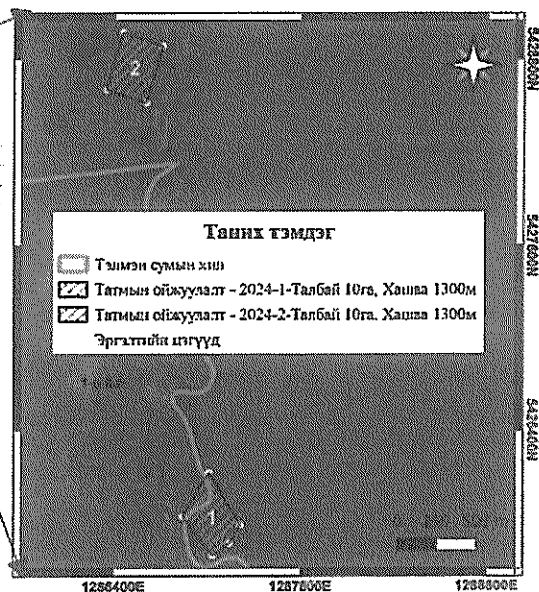 2
5428800N
Таних тэмдэг
Тэлмэн сумын хил
Татмын ойжуулалт - 2024-1-Талбай 10га, Хашаа 1300м
Татмын ойжуулалт - 2024-2-Талбай 10га, Хашаа 1300м
Эргэлтийн цэгүүд
5427600N
5426400N
1
1286400E
1287600E
1288800E